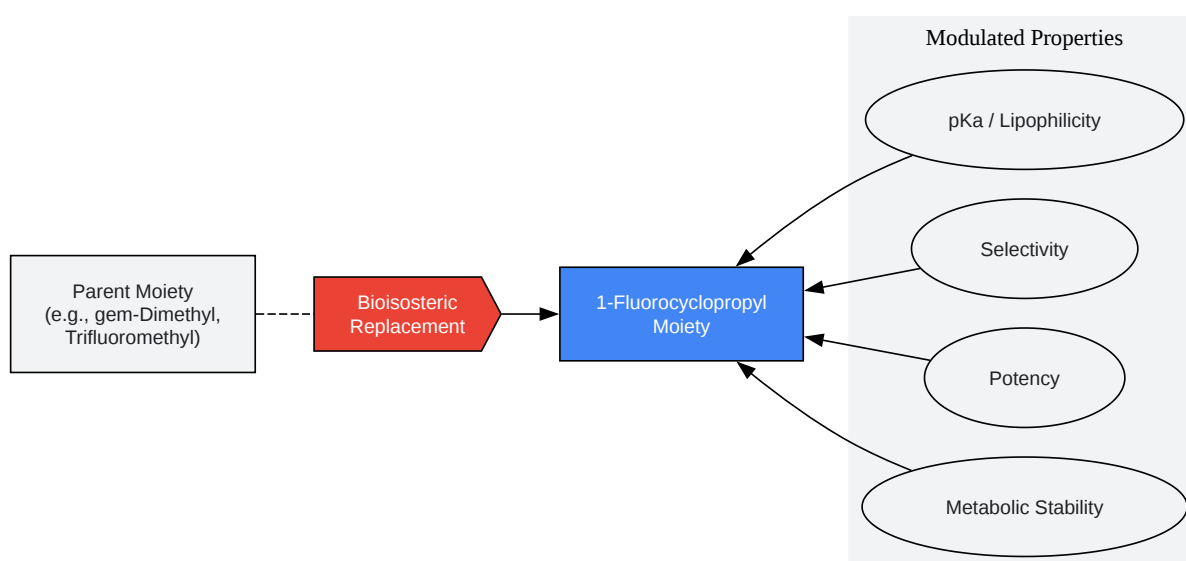 Modulated Properties
pKa / Lipophilicity
Selectivity
Parent Moiety
(e.g., gem-Dimethyl,
Trifluoromethyl)
Bioisosteric
Replacement
1-Fluorocyclopropyl
Moiety
Potency
Metabolic Stability